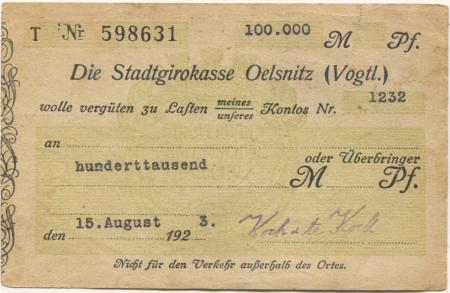 T № 598631 100.000 M Pf.
Die Stadtgirokasse Oelsnitz (Vogtl.)
wolle vergüten zu Lasten meines/unseres Kontos Nr. 1232
an
hunderttausend oder Überbringer
M Pf.
den 15.August 192 3.
Nicht für den Verkehr außerhalb des Ortes.